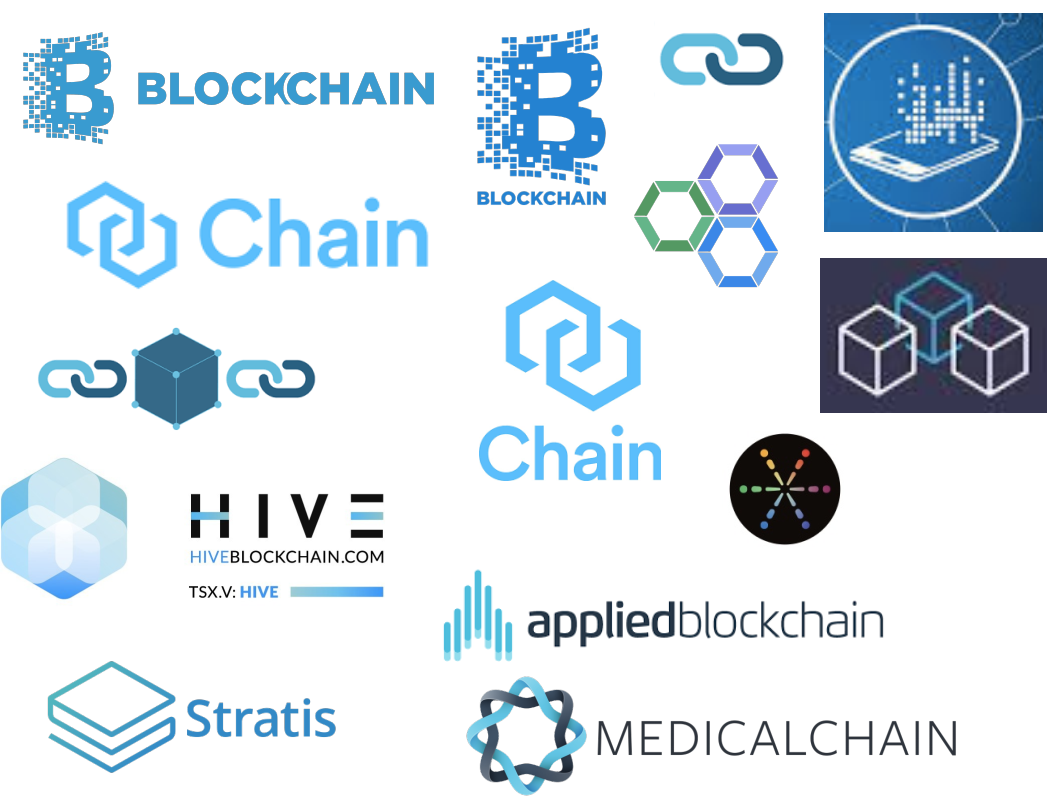 BLOCKCHAIN
BLOCKCHAIN
Chain
Chain
HIVE
HIVEBLOCKCHAIN.COM
TSX.V: HIVE
appliedblockchain
Stratis
MEDICALCHAIN